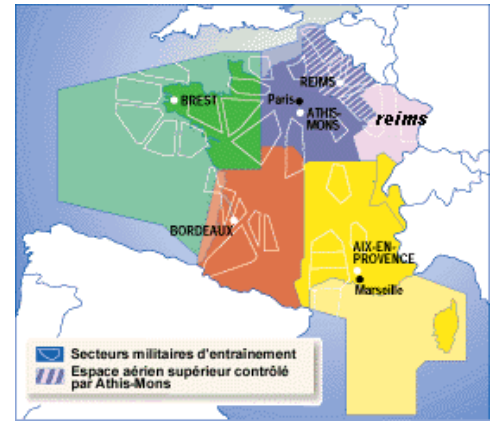 REIMS
BREST
Paris
ATHIS-
MONS
reims
BORDEAUX
AIX-EN-
PROVENCE
Marseille
Secteurs militaires d'entraînement
Espace aérien supérieur contrôlé
par Athis-Mons